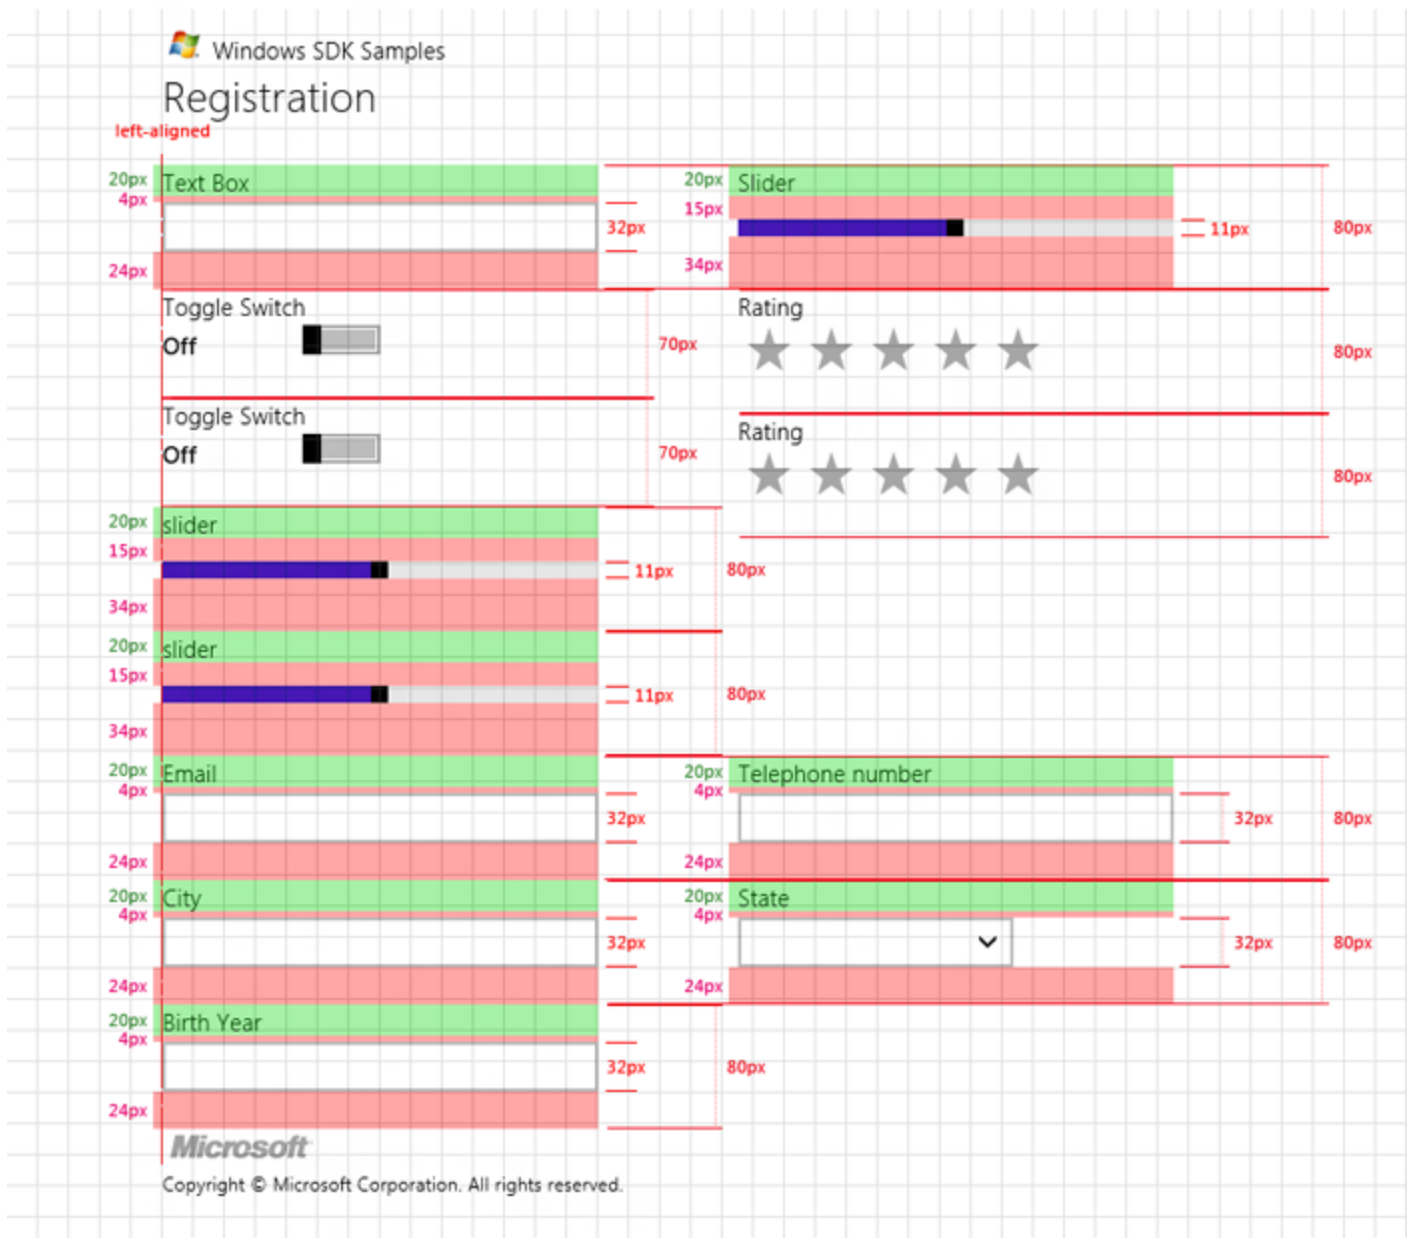 Windows SDK Samples
Registration
left-aligned
20px Text Box 20px Slider
4px 15px
32px 11px 80px
24px 34px
Toggle Switch Rating
Off 70px 80px
Toggle Switch Rating
Off 70px 80px
20px slider
15px
11px 80px
34px
20px slider
15px
11px 80px
34px
20px Email 20px Telephone number
4px 4px
32px 32px 80px
24px 24px
20px City 20px State
4px 4px
32px 32px 80px
24px 24px
20px Birth Year
4px
32px 80px
24px
Microsoft
Copyright © Microsoft Corporation. All rights reserved.